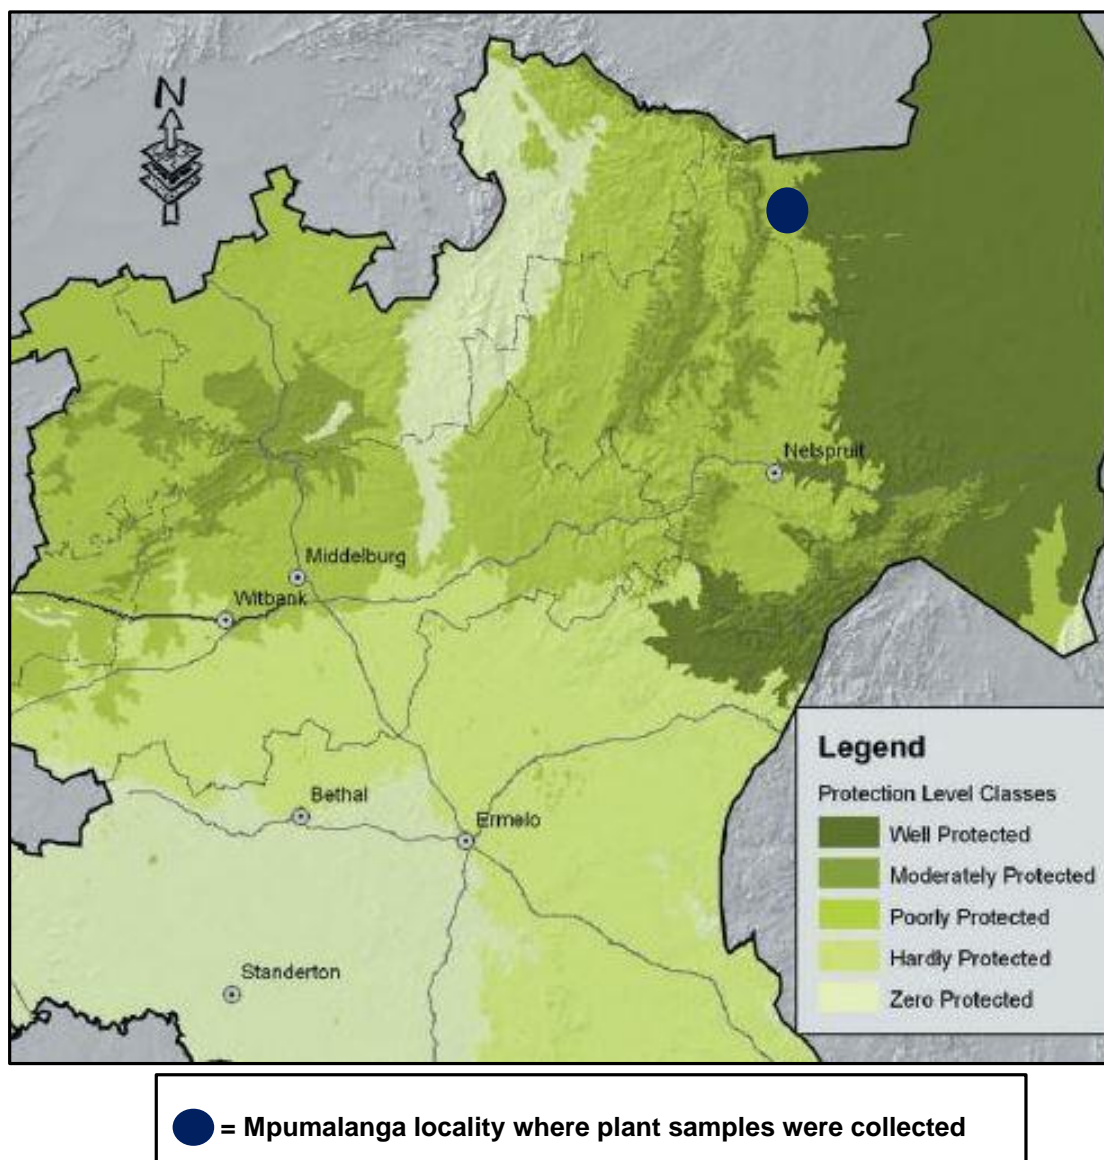 N
Nelspruit
Middelburg
Witbank
Bethal
Ermelo
Standerton
Legend
Protection Level Classes
Well Protected
Moderately Protected
Poorly Protected
Hardly Protected
Zero Protected
= Mpumalanga locality where plant samples were collected